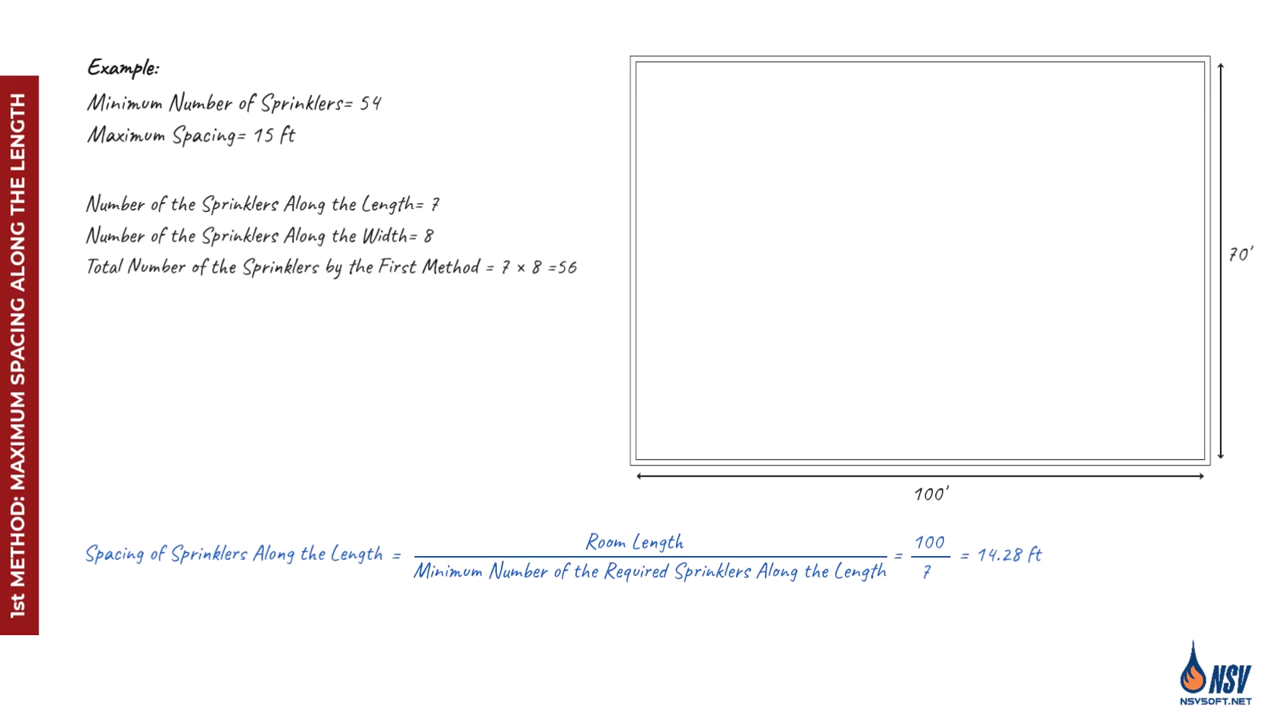 1st METHOD: MAXIMUM SPACING ALONG THE LENGTH
Example:
Minimum Number of Sprinklers= 54
Maximum Spacing= 15 ft
Number of the Sprinklers Along the Length= 7
Number of the Sprinklers Along the Width= 8
Total Number of the Sprinklers by the First Method = 7 × 8 =56
70'
100'
Spacing of Sprinklers Along the Length = Room Length / Minimum Number of the Required Sprinklers Along the Length = 100 / 7 = 14.28 ft
NSV
NSVSOFT.NET